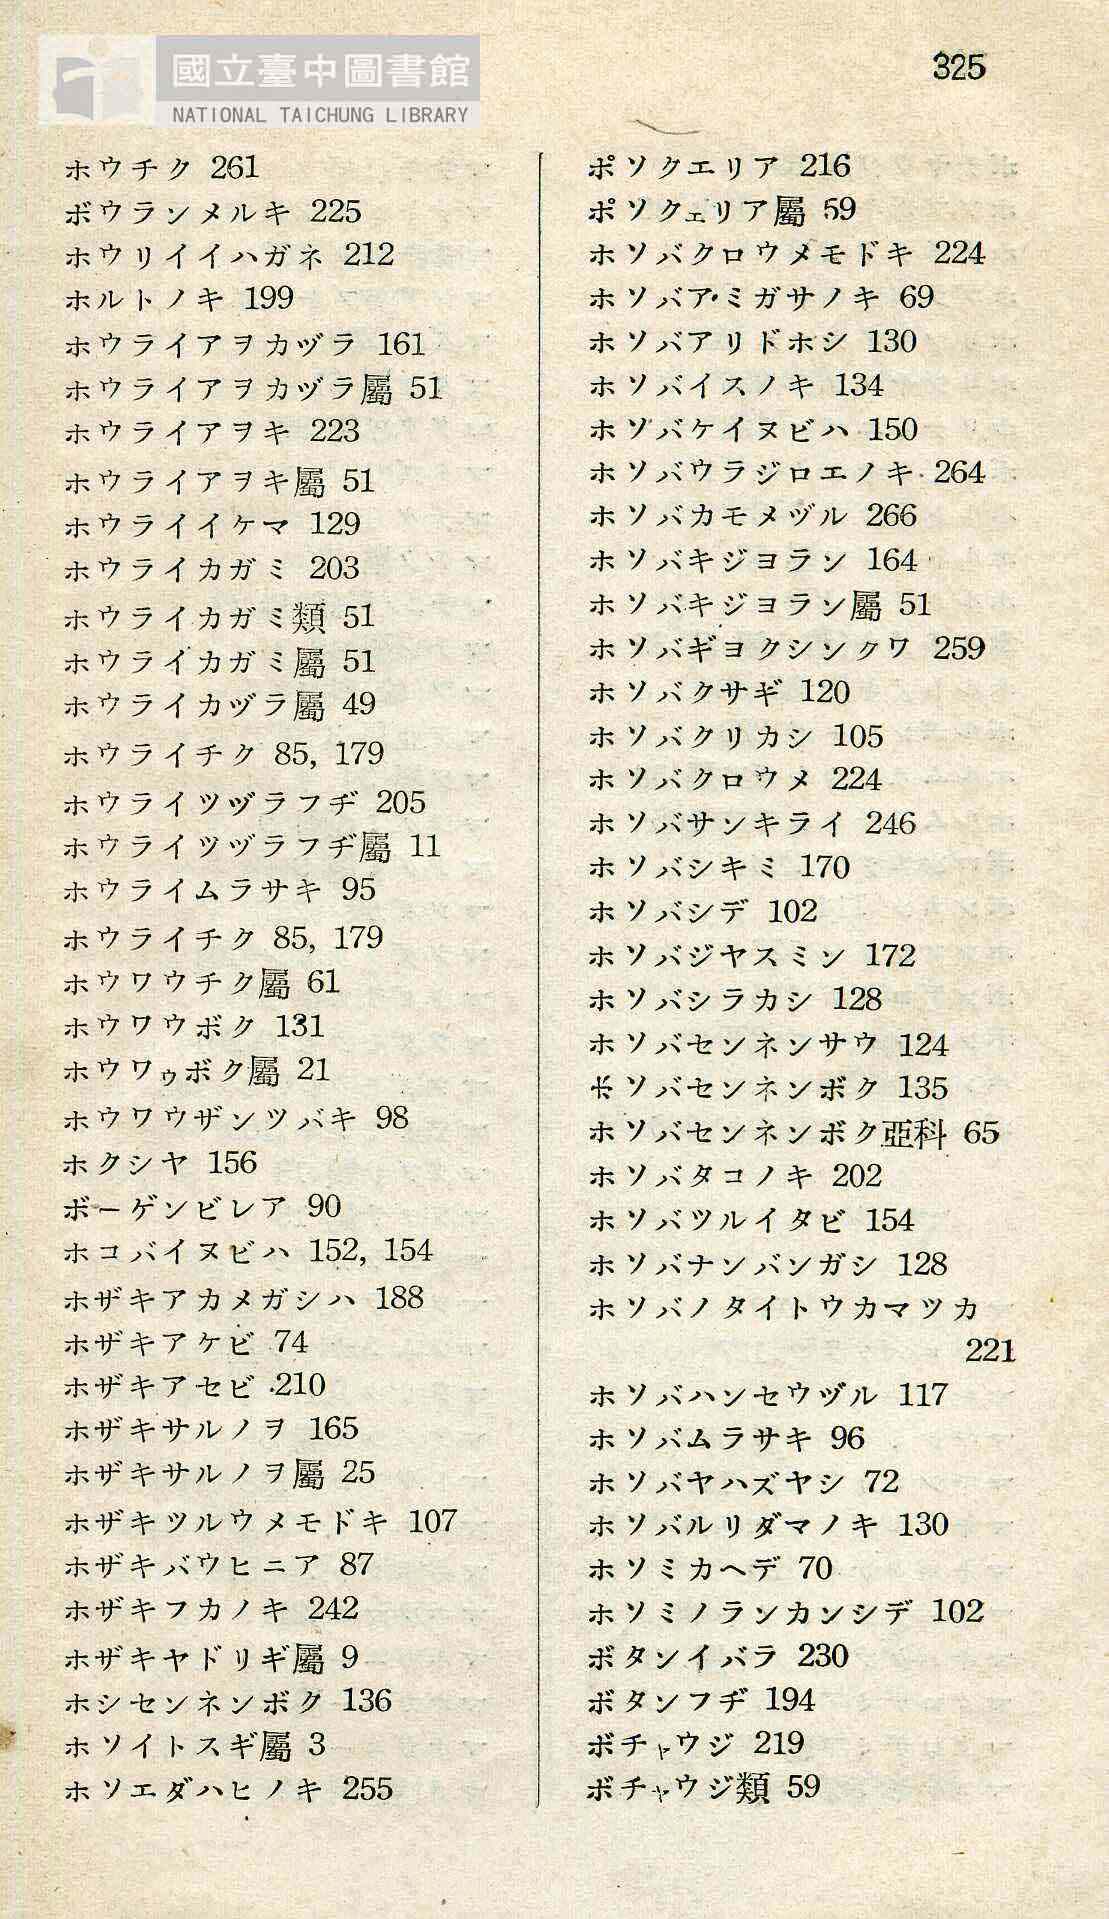 國立臺中圖書館
NATIONAL TAICHUNG LIBRARY
325
ホウチク 261
ボウランメルキ 225
ホウリイイハガネ 212
ホルトノキ 199
ホウライアヲカヅラ 161
ホウライアヲカヅラ屬 51
ホウライアヲキ 223
ホウライアヲキ屬 51
ホウライイケマ 129
ホウライカガミ 203
ホウライカガミ類 51
ホウライカガミ屬 51
ホウライカヅラ屬 49
ホウライチク 85, 179
ホウライツヅラフヂ 205
ホウライツヅラフヂ屬 11
ホウライムラサキ 95
ホウライチク 85, 179
ホウワウチク屬 61
ホウワウボク 131
ホウワゥボク屬 21
ホウワウザンツバキ 98
ホクシヤ 156
ボーゲンビレア 90
ホコバイヌビハ 152, 154
ホザキアカメガシハ 188
ホザキアケビ 74
ホザキアセビ 210
ホザキサルノヲ 165
ホザキサルノヲ屬 25
ホザキツルウメモドキ 107
ホザキバウヒニア 87
ホザキフカノキ 242
ホザキヤドリギ屬 9
ホシセンネンボク 136
ホソイトスギ屬 3
ホソエダハヒノキ 255
ポソクエリア 216
ポソクェリア屬 59
ホソバクロウメモドキ 224
ホソバアミガサノキ 69
ホソバアリドホシ 130
ホソバイスノキ 134
ホソバケイヌビハ 150
ホソバウラジロエノキ 264
ホソバカモメヅル 266
ホソバキジヨラン 164
ホソバキジヨラン屬 51
ホソバギヨクシンクワ 259
ホソバクサギ 120
ホソバクリカシ 105
ホソバクロウメ 224
ホソバサンキライ 246
ホソバシキミ 170
ホソバシデ 102
ホソバジヤスミン 172
ホソバシラカシ 128
ホソバセンネンサウ 124
ホソバセンネンボク 135
ホソバセンネンボク亞科 65
ホソバタコノキ 202
ホソバツルイタビ 154
ホソバナンバンガシ 128
ホソバノタイトウカマツカ
221
ホソバハンセウヅル 117
ホソバムラサキ 96
ホソバヤハズヤシ 72
ホソバルリダマノキ 130
ホソミカヘデ 70
ホソミノランカンシデ 102
ボタンイバラ 230
ボタンフヂ 194
ボチャウジ 219
ボチャウジ類 59